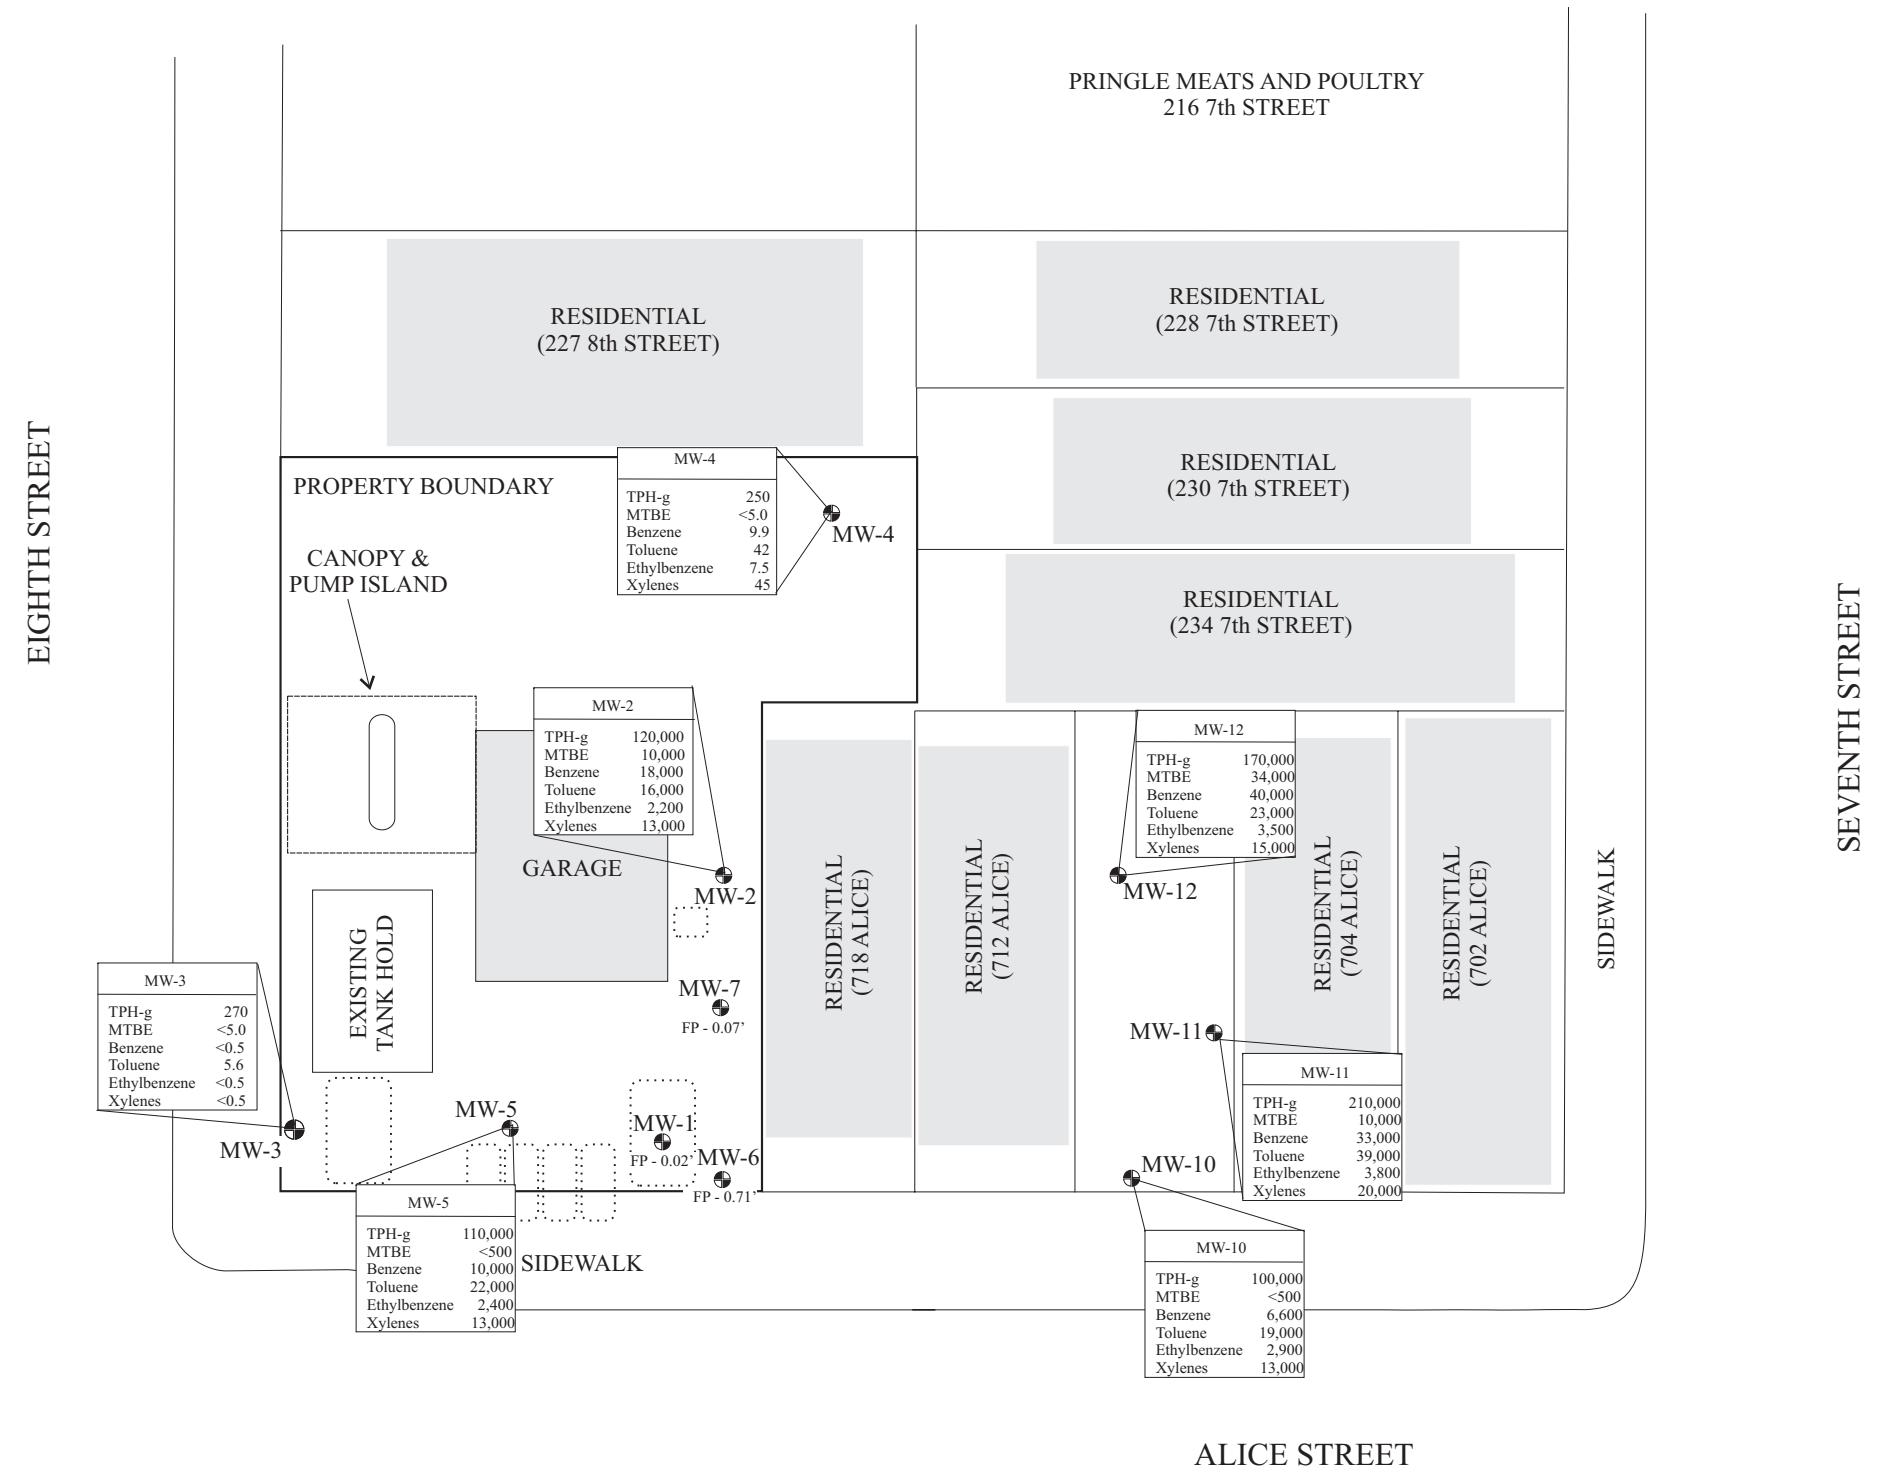 PRINGLE MEATS AND POULTRY
216 7th STREET
RESIDENTIAL
(227 8th STREET)
RESIDENTIAL
(228 7th STREET)
RESIDENTIAL
(230 7th STREET)
RESIDENTIAL
(234 7th STREET)
EIGHTH STREET
SEVENTH STREET
PROPERTY BOUNDARY
CANOPY &
PUMP ISLAND
MW-4
TPH-g 250
MTBE <5.0
Benzene 9.9
Toluene 42
Ethylbenzene 7.5
Xylenes 45
MW-4
MW-2
TPH-g 120,000
MTBE 10,000
Benzene 18,000
Toluene 16,000
Ethylbenzene 2,200
Xylenes 13,000
GARAGE
MW-2
MW-12
TPH-g 170,000
MTBE 34,000
Benzene 40,000
Toluene 23,000
Ethylbenzene 3,500
Xylenes 15,000
MW-12
RESIDENTIAL
(718 ALICE)
RESIDENTIAL
(712 ALICE)
RESIDENTIAL
(704 ALICE)
RESIDENTIAL
(702 ALICE)
SIDEWALK
EXISTING
TANK HOLD
MW-3
TPH-g 270
MTBE <5.0
Benzene <0.5
Toluene 5.6
Ethylbenzene <0.5
Xylenes <0.5
MW-3
MW-7
FP - 0.07'
MW-5
MW-1
FP - 0.02'
MW-6
FP - 0.71'
MW-11
MW-11
TPH-g 210,000
MTBE 10,000
Benzene 33,000
Toluene 39,000
Ethylbenzene 3,800
Xylenes 20,000
MW-10
MW-5
TPH-g 110,000
MTBE <500
Benzene 10,000
Toluene 22,000
Ethylbenzene 2,400
Xylenes 13,000
SIDEWALK
MW-10
TPH-g 100,000
MTBE <500
Benzene 6,600
Toluene 19,000
Ethylbenzene 2,900
Xylenes 13,000
ALICE STREET